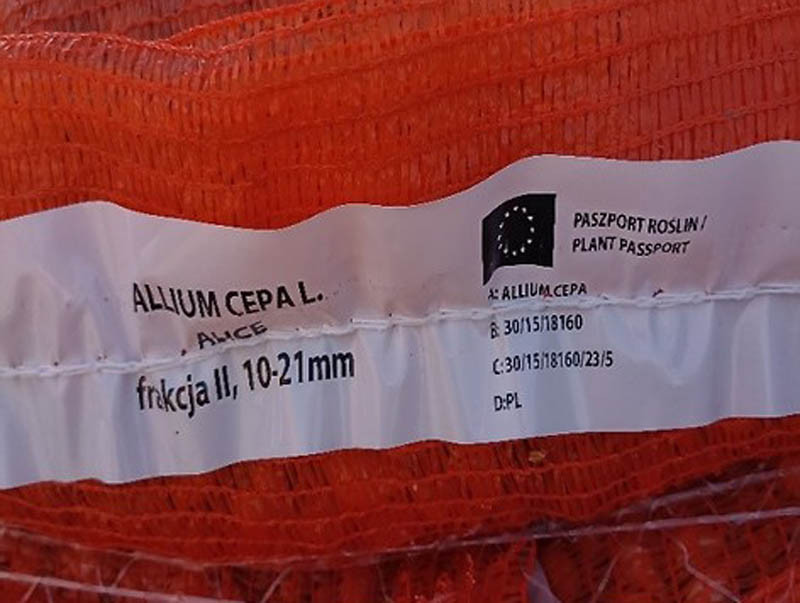 ALLIUM CEPA L.
ALICE
frakcja II, 10-21mm
PASZPORT ROŚLIN /
PLANT PASSPORT
A: ALLIUM CEPA
B: 30/15/18160
C: 30/15/18160/23/5
D:PL